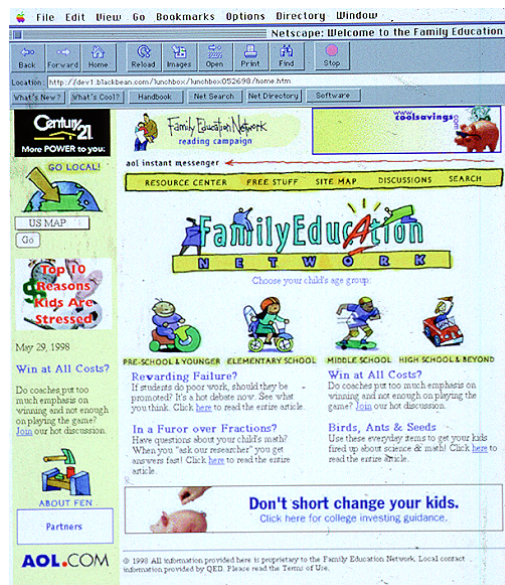 File Edit View Go Bookmarks Options Directory Window
Netscape: Welcome to the Family Education
Back Forward Home Reload Images Open Print Find Stop
Location: http://dev1.blackbean.com/lunchbox/lunchbox052698/home.htm
What's New? What's Cool? Handbook Net Search Net Directory Software
Century 21
More POWER to you:
Family Education Network
reading campaign
www.
coolsavings
.com
GO LOCAL!
aol instant messenger
RESOURCE CENTER FREE STUFF SITE MAP DISCUSSIONS SEARCH
US MAP
Go
FamilyEducation
NETWORK
Choose your child's age group:
Top 10
Reasons
Kids Are
Stressed
PRE-SCHOOL & YOUNGER ELEMENTARY SCHOOL MIDDLE SCHOOL HIGH SCHOOL & BEYOND
May 29, 1998
Win at All Costs?
Do coaches put too
much emphasis on
winning and not enough
on playing the game?
Join our hot discussion.
Rewarding Failure?
If students do poor work, should they be
promoted? It's a hot debate now. See what
you think. Click here to read the entire article.
Win at All Costs?
Do coaches put too much emphasis on
winning and not enough on playing the
game? Join our hot discussion.
In a Furor over Fractions?
Have questions about your child's math?
When you "ask our researcher" you get
answers fast! Click here to read the entire
article.
Birds, Ants & Seeds
Use these everyday items to get your kids
fired up about science & math! Click here to
read the entire article.
ABOUT FEN
Partners
AOL.COM
Don't short change your kids.
Click here for college investing guidance.
© 1998 All information provided here is proprietary to the Family Education Network, Local contact
information provided by QED. Please read the Terms of Use.